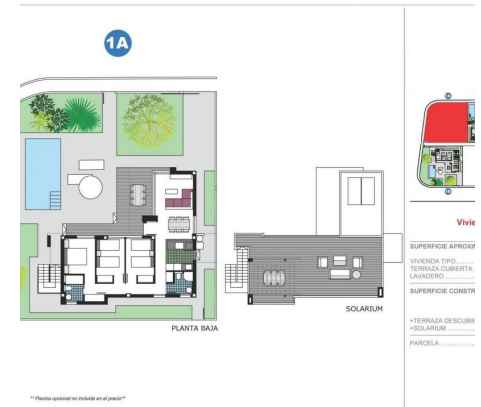 1A
PLANTA BAJA
SOLARIUM
** Piscina opcional no incluida en el precio**
Vivie
SUPERFICIE APROXI
VIVIENDA TIPO
TERRAZA CUBIERTA
LAVADERO
SUPERFICIE CONSTR
+TERRAZA DESCUBIE
+SOLARIUM
PARCELA